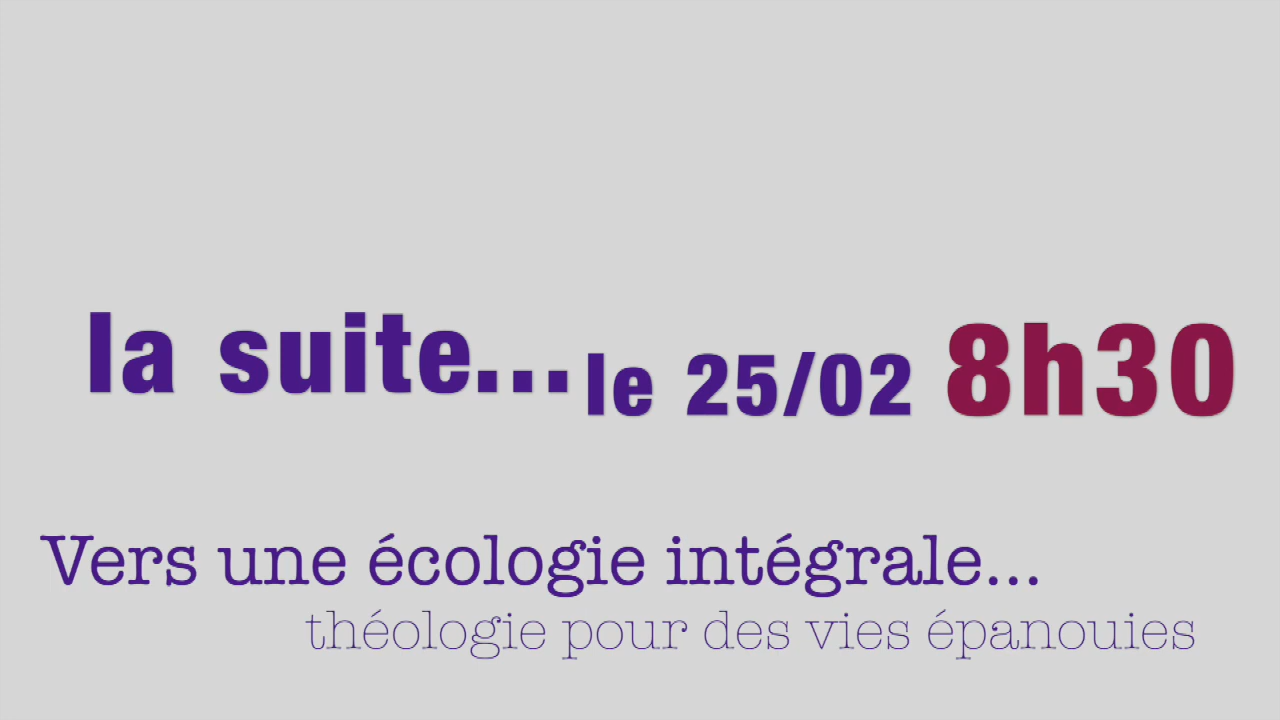 la suite... le 25/02 8h30
Vers une écologie intégrale...
théologie pour des vies épanouies